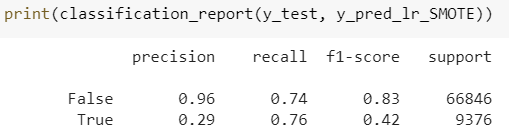 print(classification_report(y_test, y_pred_lr_SMOTE))
precision recall f1-score support
False 0.96 0.74 0.83 66846
True 0.29 0.76 0.42 9376